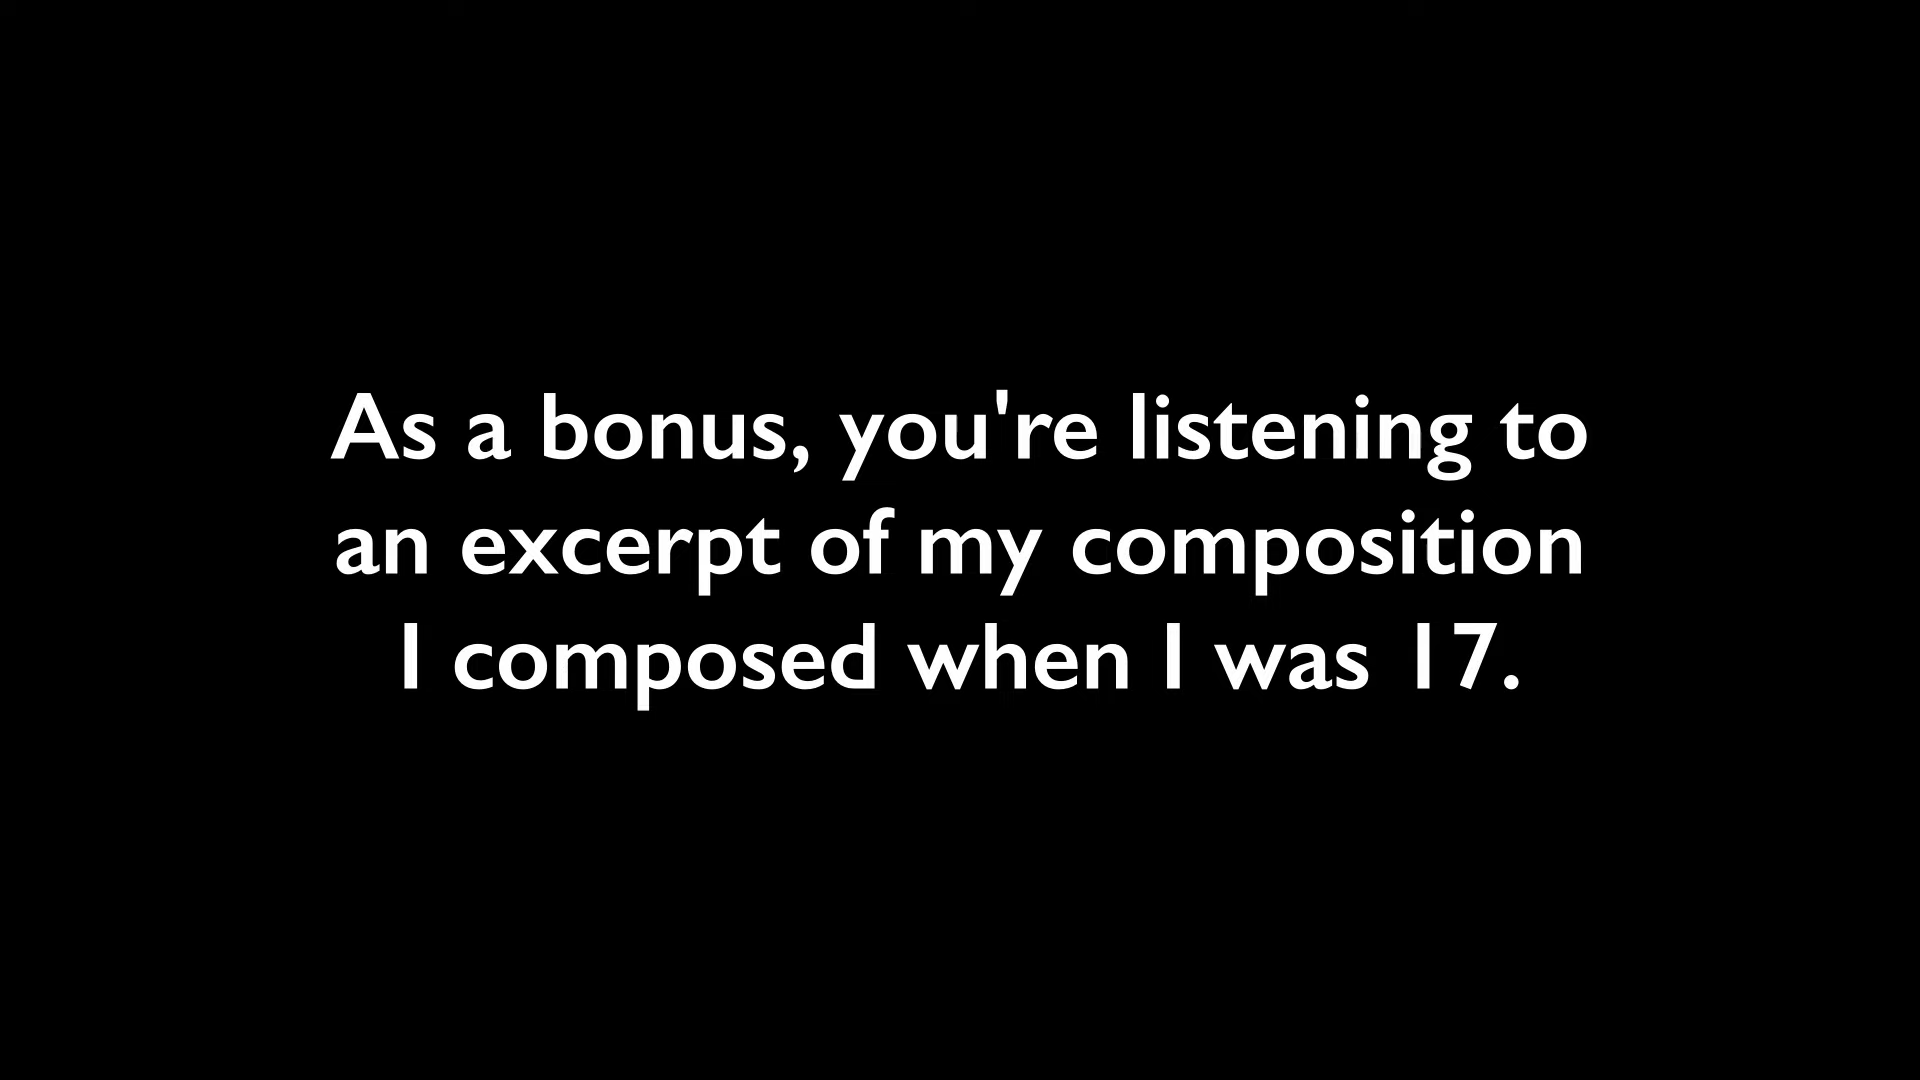 As a bonus, you're listening to
an excerpt of my composition
I composed when I was 17.